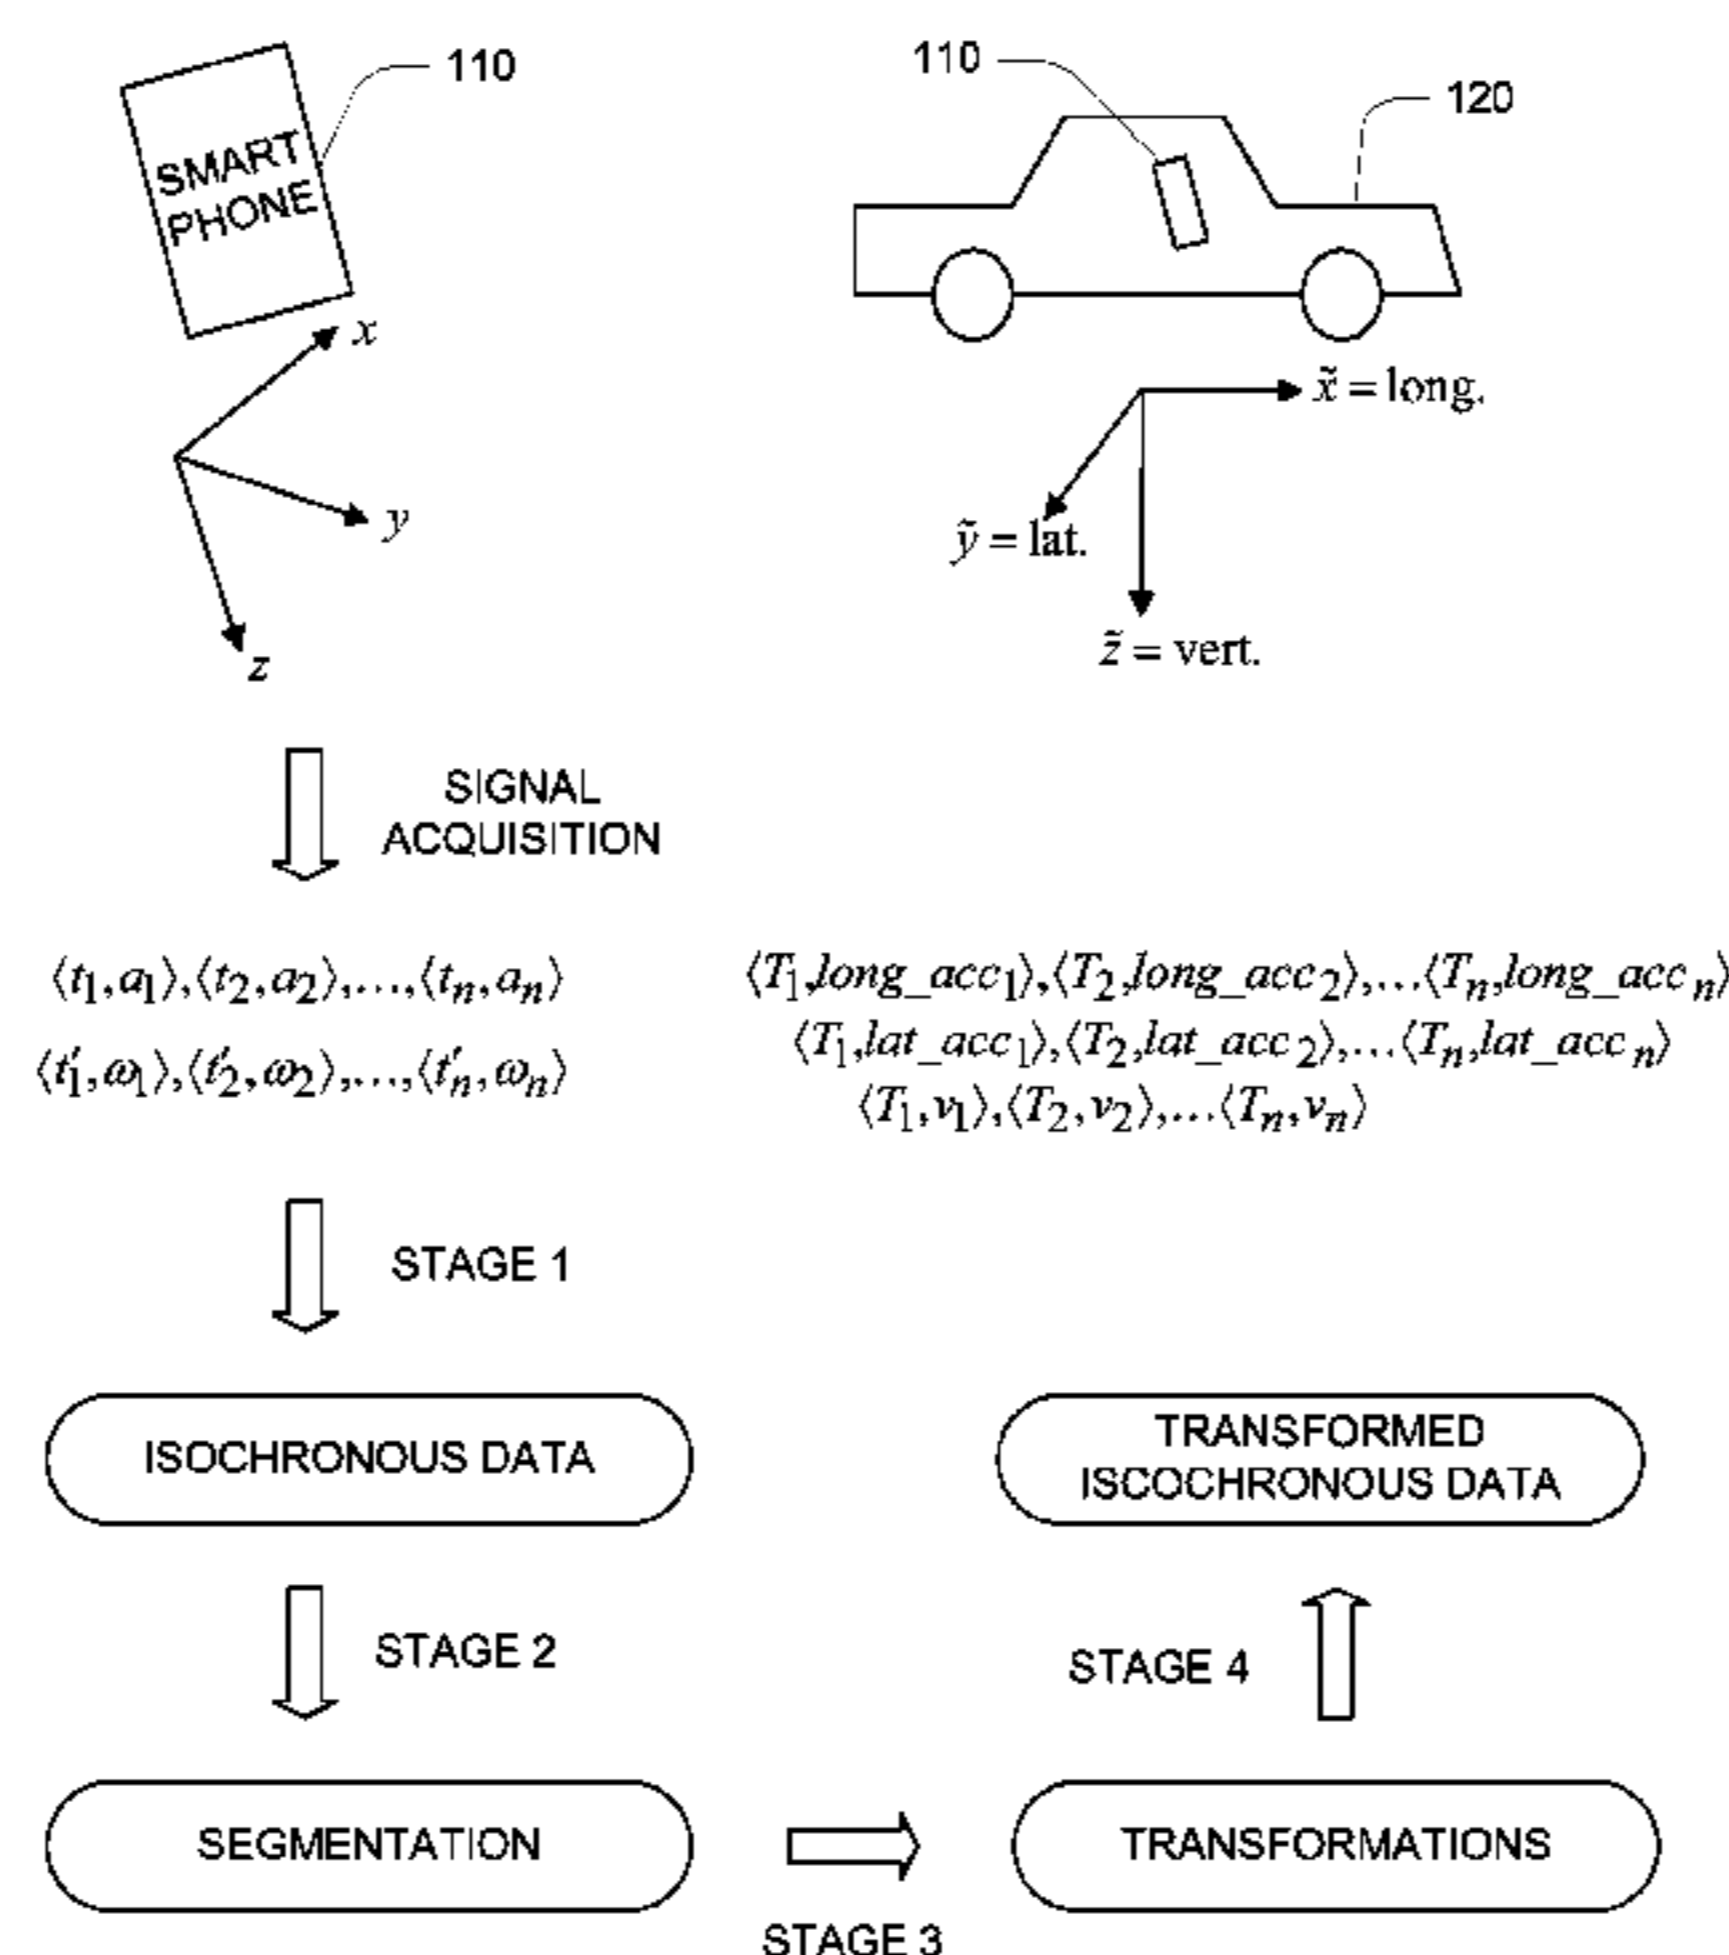 110
SMART
PHONE
x
y
z
110
120
x̃ = long.
ỹ = lat.
z̃ = vert.
SIGNAL
ACQUISITION
⟨t₁,a₁⟩,⟨t₂,a₂⟩,...,⟨tₙ,aₙ⟩
⟨t′₁,ω₁⟩,⟨t′₂,ω₂⟩,...,⟨t′ₙ,ωₙ⟩
⟨T₁,long_acc₁⟩,⟨T₂,long_acc₂⟩,...⟨Tₙ,long_accₙ⟩
⟨T₁,lat_acc₁⟩,⟨T₂,lat_acc₂⟩,...⟨Tₙ,lat_accₙ⟩
⟨T₁,v₁⟩,⟨T₂,v₂⟩,...⟨Tₙ,vₙ⟩
STAGE 1
ISOCHRONOUS DATA
STAGE 2
SEGMENTATION
STAGE 3
TRANSFORMATIONS
STAGE 4
TRANSFORMED
ISCOCHRONOUS DATA